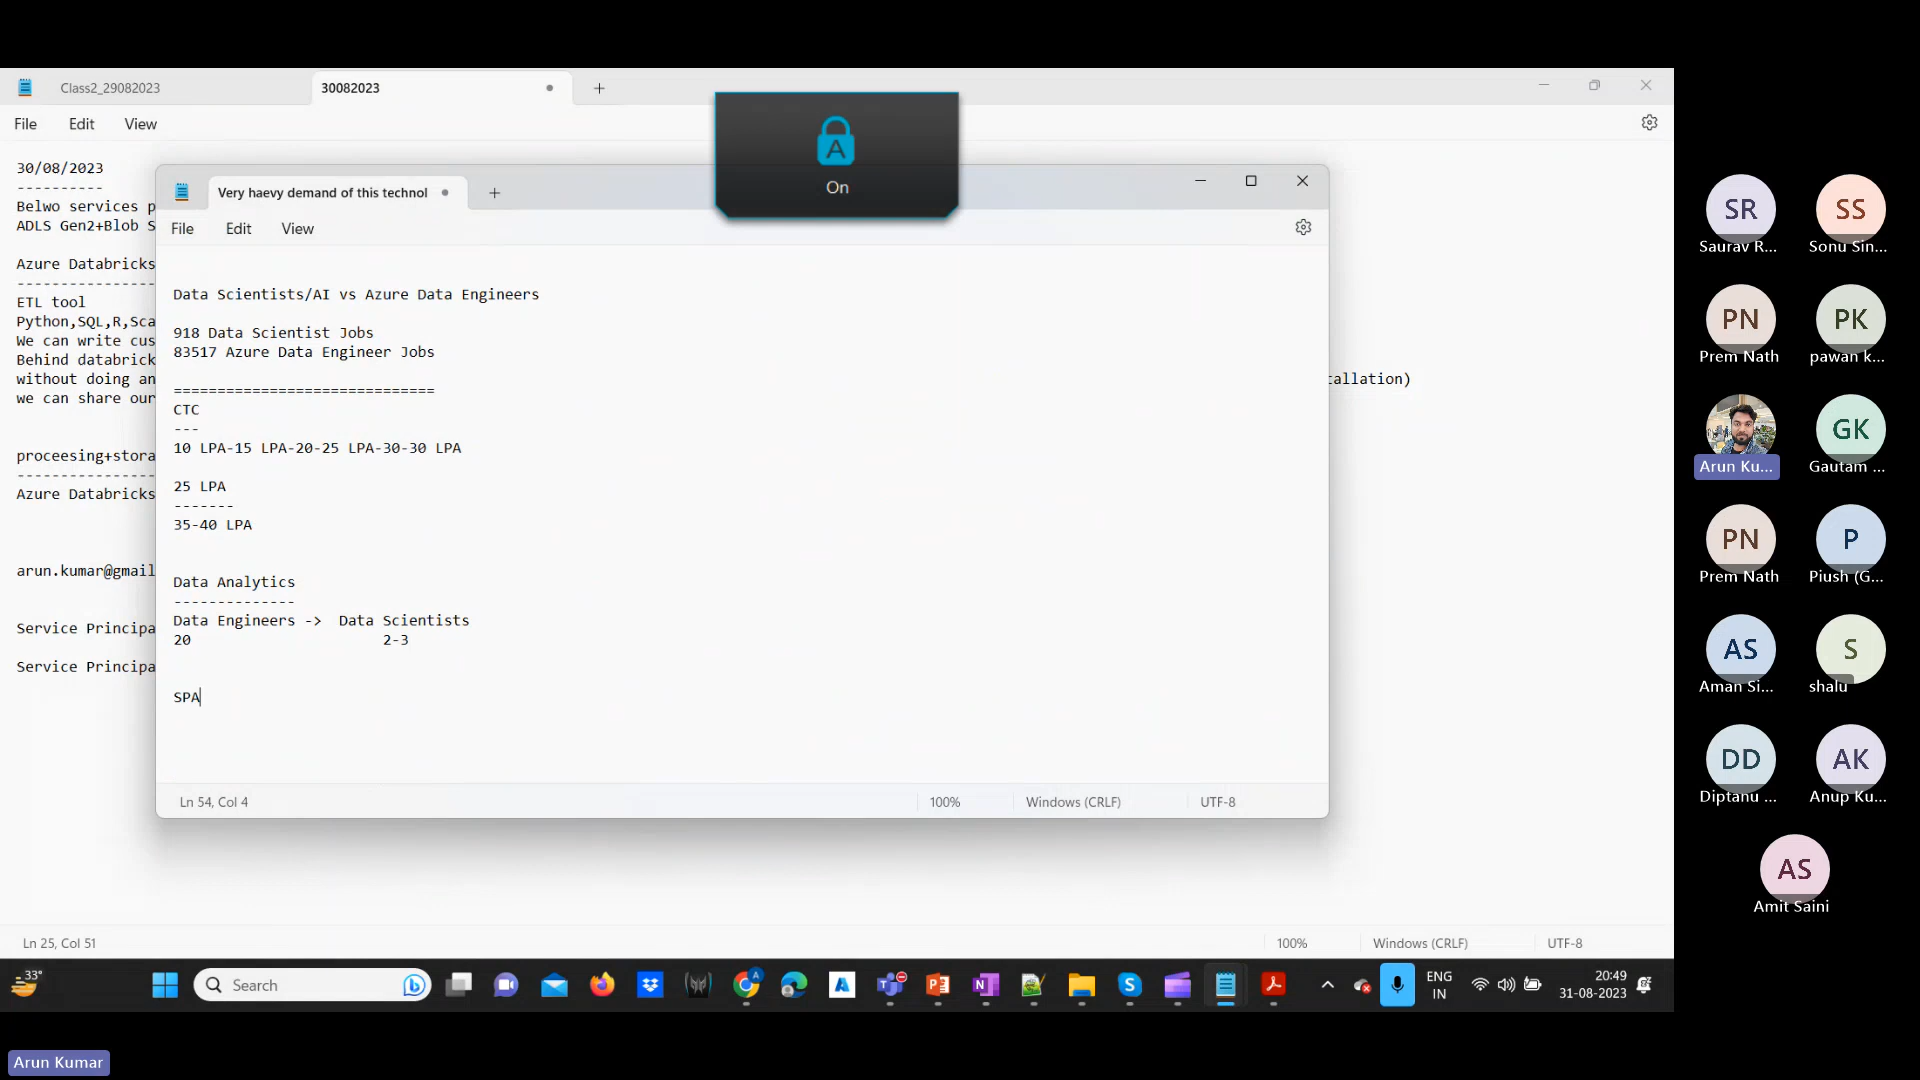 Class2_29082023
30082023
File Edit View
30/08/2023
----------
Belwo services p
ADLS Gen2+Blob S
Azure Databricks
----------------
ETL tool
Python,SQL,R,Sca
We can write cus
Behind databrick
without doing an
tallation)
we can share our
proceesing+stora
----------------
Azure Databricks
arun.kumar@gmail
Service Principa
Service Principa
Ln 25, Col 51 100% Windows (CRLF) UTF-8
A
On
Very haevy demand of this technol
File Edit View
Data Scientists/AI vs Azure Data Engineers
918 Data Scientist Jobs
83517 Azure Data Engineer Jobs
==============================
CTC
---
10 LPA-15 LPA-20-25 LPA-30-30 LPA
25 LPA
-------
35-40 LPA
Data Analytics
--------------
Data Engineers -> Data Scientists
20 2-3
SPA
Ln 54, Col 4 100% Windows (CRLF) UTF-8
SR SS
Saurav R... Sonu Sin...
PN PK
Prem Nath pawan k...
GK
Arun Ku... Gautam ...
PN P
Prem Nath Piush (G...
AS S
Aman Si... shalu
DD AK
Diptanu ... Anup Ku...
AS
Amit Saini
33°
Search
ENG
IN
20:49
31-08-2023
Arun Kumar